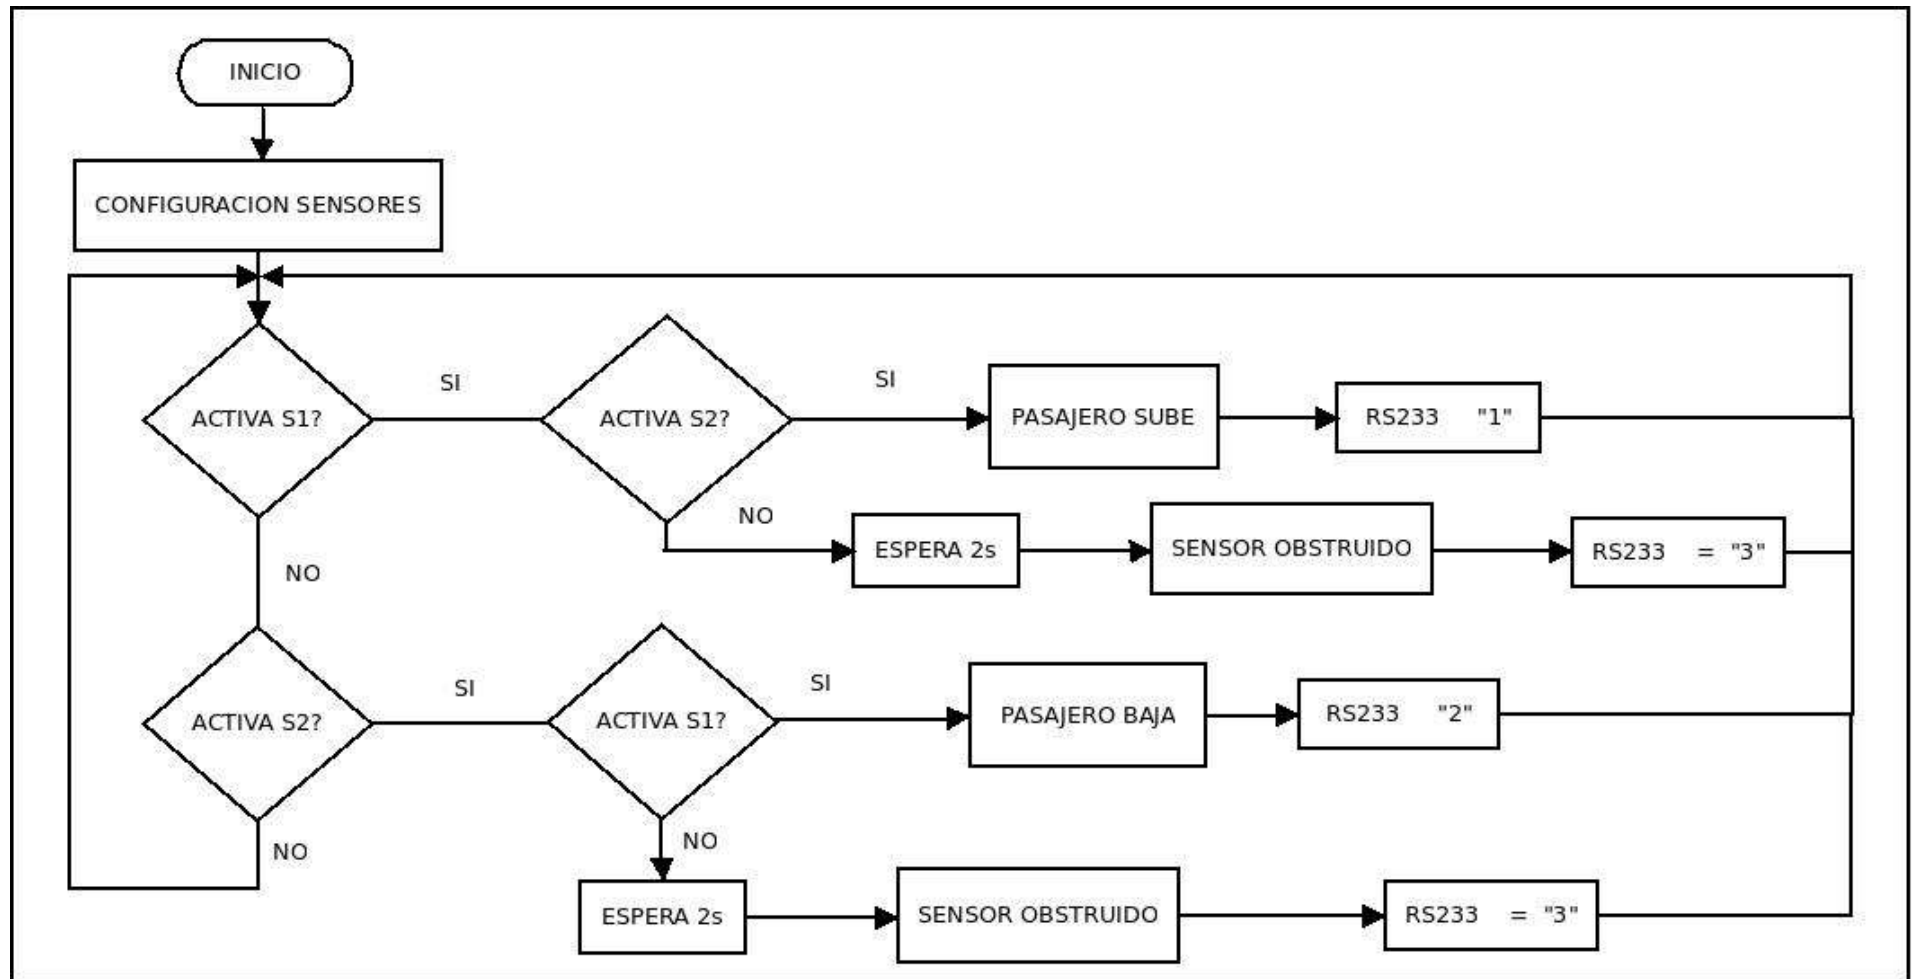 INICIO
CONFIGURACION SENSORES
ACTIVA S1?
SI
ACTIVA S2?
SI
PASAJERO SUBE
RS233 "1"
NO
ESPERA 2s
SENSOR OBSTRUIDO
RS233 = "3"
NO
ACTIVA S2?
SI
ACTIVA S1?
SI
PASAJERO BAJA
RS233 "2"
NO
NO
ESPERA 2s
SENSOR OBSTRUIDO
RS233 = "3"